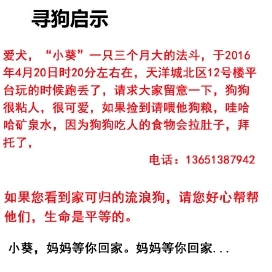 寻狗启示
爱犬，“小葵”一只三个月大的法斗，于2016
年4月20日时20分左右在，天洋城北区12号楼平
台玩的时候跑丢了，请求大家留意一下，狗狗
很粘人，很可爱，如果捡到请喂他狗粮，哇哈
哈矿泉水，因为狗狗吃人的食物会拉肚子，拜
托了，
电话：13651387942
如果您看到家可归的流浪狗，请您好心帮帮
他们，生命是平等的。
小葵，妈妈等你回家。妈妈等你回家...